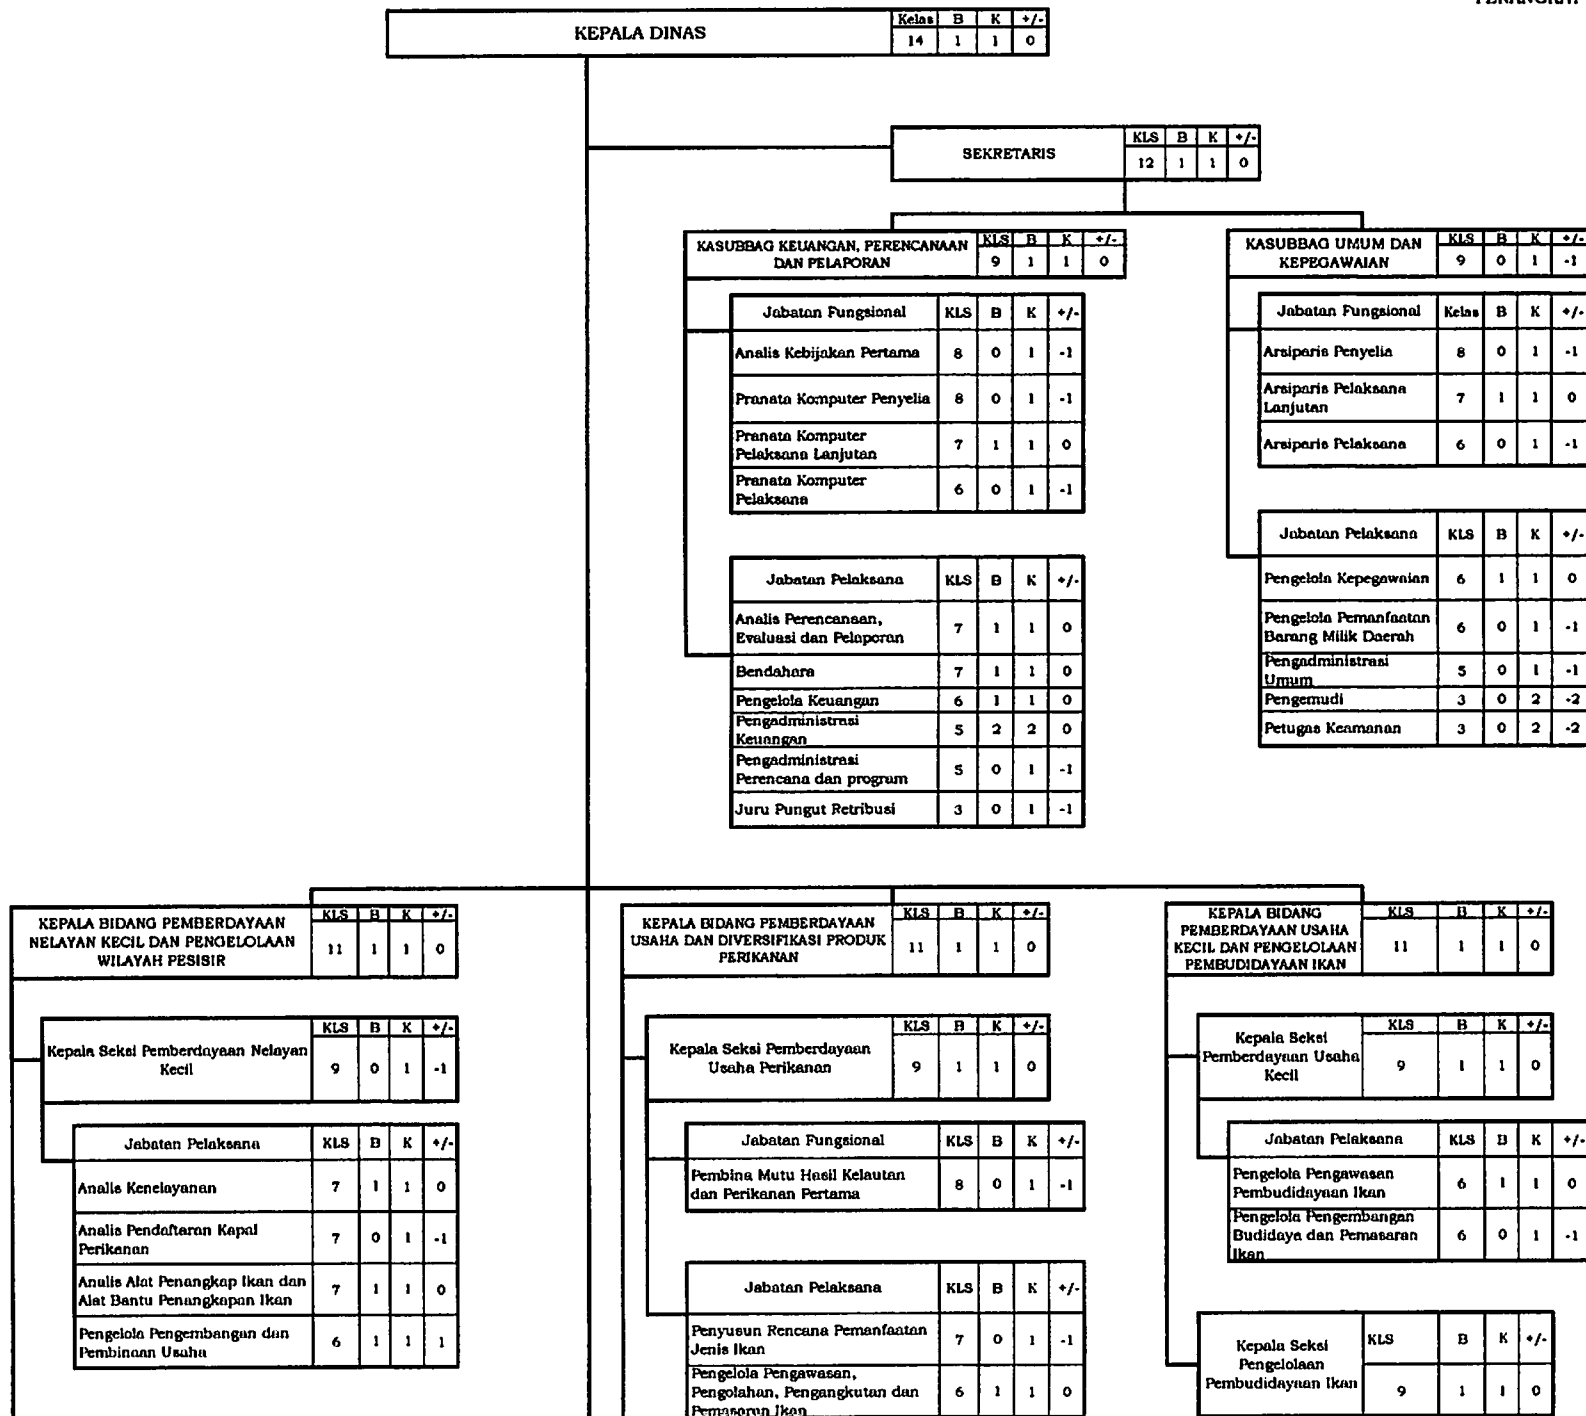 KEPALA DINAS
Kelas B K +/-
14 1 1 0
SEKRETARIS
KLS B K +/-
12 1 1 0
KASUBBAG KEUANGAN, PERENCANAAN
DAN PELAPORAN
KLS B K +/-
9 1 1 0
Jabatan Fungsional KLS B K +/-
Analis Kebijakan Pertama 8 0 1 -1
Pranata Komputer Penyelia 8 0 1 -1
Pranata Komputer
Pelaksana Lanjutan 7 1 1 0
Pranata Komputer
Pelaksana 6 0 1 -1
Jabatan Pelaksana KLS B K +/-
Analis Perencanaan,
Evaluasi dan Pelaporan 7 1 1 0
Bendahara 7 1 1 0
Pengelola Keuangan 6 1 1 0
Pengadministrasi
Keuangan 5 2 2 0
Pengadministrasi
Perencana dan program 5 0 1 -1
Juru Pungut Retribusi 3 0 1 -1
KASUBBAG UMUM DAN
KEPEGAWAIAN
KLS B K +/-
9 0 1 -1
Jabatan Fungsional Kelas B K +/-
Arsiparis Penyelia 8 0 1 -1
Arsiparis Pelaksana
Lanjutan 7 1 1 0
Arsiparis Pelaksana 6 0 1 -1
Jabatan Pelaksana KLS B K +/-
Pengelola Kepegawaian 6 1 1 0
Pengelola Pemanfaatan
Barang Milik Daerah 6 0 1 -1
Pengadministrasi
Umum 5 0 1 -1
Pengemudi 3 0 2 -2
Petugas Keamanan 3 0 2 -2
KEPALA BIDANG PEMBERDAYAAN
NELAYAN KECIL DAN PENGELOLAAN
WILAYAH PESISIR
KLS B K +/-
11 1 1 0
Kepala Seksi Pemberdayaan Nelayan
Kecil
KLS B K +/-
9 0 1 -1
Jabatan Pelaksana KLS B K +/-
Analis Kenelayanan 7 1 1 0
Analis Pendaftaran Kapal
Perikanan 7 0 1 -1
Analis Alat Penangkap Ikan dan
Alat Bantu Penangkapan Ikan 7 1 1 0
Pengelola Pengembangan dan
Pembinaan Usaha 6 1 1 1
KEPALA BIDANG PEMBERDAYAAN
USAHA DAN DIVERSIFIKASI PRODUK
PERIKANAN
KLS B K +/-
11 1 1 0
Kepala Seksi Pemberdayaan
Usaha Perikanan
KLS B K +/-
9 1 1 0
Jabatan Fungsional KLS B K +/-
Pembina Mutu Hasil Kelautan
dan Perikanan Pertama 8 0 1 -1
Jabatan Pelaksana KLS B K +/-
Penyusun Rencana Pemanfaatan
Jenis Ikan 7 0 1 -1
Pengelola Pengawasan,
Pengolahan, Pengangkutan dan
Pemasaran Ikan 6 1 1 0
KEPALA BIDANG
PEMBERDAYAAN USAHA
KECIL DAN PENGELOLAAN
PEMBUDIDAYAAN IKAN
KLS B K +/-
11 1 1 0
Kepala Seksi
Pemberdayaan Usaha
Kecil
KLS B K +/-
9 1 1 0
Jabatan Pelaksana KLS B K +/-
Pengelola Pengawasan
Pembudidayaan Ikan 6 1 1 0
Pengelola Pengembangan
Budidaya dan Pemasaran
Ikan 6 0 1 -1
Kepala Seksi
Pengelolaan
Pembudidayaan Ikan
KLS B K +/-
9 1 1 0